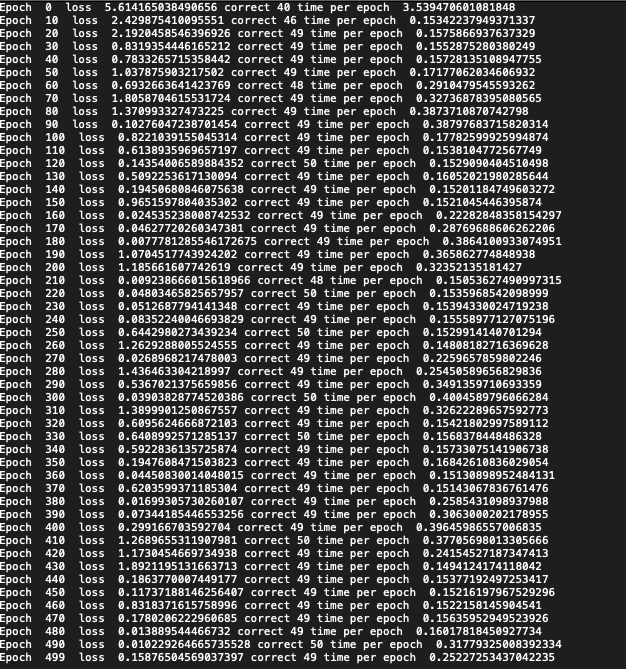 Epoch 0 loss 5.614165038490656 correct 40 time per epoch 3.539470601081848
Epoch 10 loss 2.429875410095551 correct 46 time per epoch 0.15342237949371337
Epoch 20 loss 2.1920458546396926 correct 49 time per epoch 0.1575866937637329
Epoch 30 loss 0.8319354446165212 correct 49 time per epoch 0.1552875280380249
Epoch 40 loss 0.7833265715358442 correct 49 time per epoch 0.15728135108947755
Epoch 50 loss 1.037875903217502 correct 49 time per epoch 0.17177062034606932
Epoch 60 loss 0.6932663641423769 correct 48 time per epoch 0.2910479545593262
Epoch 70 loss 1.8058704615531724 correct 49 time per epoch 0.32736878395080565
Epoch 80 loss 1.370993327473225 correct 49 time per epoch 0.3873710870742798
Epoch 90 loss 0.10276047238701454 correct 49 time per epoch 0.38797683715820314
Epoch 100 loss 0.8221039155045314 correct 49 time per epoch 0.17782599925994874
Epoch 110 loss 0.6138935969657197 correct 49 time per epoch 0.1538104772567749
Epoch 120 loss 0.14354006589884352 correct 50 time per epoch 0.1529090404510498
Epoch 130 loss 0.5092253617130094 correct 49 time per epoch 0.16052021980285644
Epoch 140 loss 0.19450680846075638 correct 49 time per epoch 0.15201184749603272
Epoch 150 loss 0.9651597804035302 correct 49 time per epoch 0.1521045446395874
Epoch 160 loss 0.024535238008742532 correct 49 time per epoch 0.22282848358154297
Epoch 170 loss 0.04627720260347381 correct 49 time per epoch 0.28769688606262206
Epoch 180 loss 0.0077781285546172675 correct 49 time per epoch 0.3864100933074951
Epoch 190 loss 1.0704517743924202 correct 49 time per epoch 0.365862774848938
Epoch 200 loss 1.185661607742619 correct 49 time per epoch 0.32352135181427
Epoch 210 loss 0.009238666015618966 correct 48 time per epoch 0.15053627490997315
Epoch 220 loss 0.04803465825657957 correct 50 time per epoch 0.1533968542098999
Epoch 230 loss 0.0512687794141348 correct 49 time per epoch 0.15394330024719238
Epoch 240 loss 0.08352240046693829 correct 49 time per epoch 0.15558977127075196
Epoch 250 loss 0.6442980273439234 correct 50 time per epoch 0.1529914140701294
Epoch 260 loss 1.2629288005524555 correct 49 time per epoch 0.14808182716369628
Epoch 270 loss 0.0268968217478003 correct 49 time per epoch 0.2259657859802246
Epoch 280 loss 1.436463304218997 correct 49 time per epoch 0.25450589656829836
Epoch 290 loss 0.5367021375659856 correct 49 time per epoch 0.3491359710693359
Epoch 300 loss 0.03903828774520386 correct 50 time per epoch 0.4004589796066284
Epoch 310 loss 1.3899901250867557 correct 49 time per epoch 0.32622289657592773
Epoch 320 loss 0.6095624666872103 correct 49 time per epoch 0.15421802997589112
Epoch 330 loss 0.6408992571285137 correct 50 time per epoch 0.1568378448486328
Epoch 340 loss 0.5922836135725874 correct 49 time per epoch 0.15733075141906738
Epoch 350 loss 0.1947608471503823 correct 49 time per epoch 0.16842610836029054
Epoch 360 loss 0.04450830014048015 correct 49 time per epoch 0.15130898952484131
Epoch 370 loss 0.6203599371185304 correct 49 time per epoch 0.15143067836761476
Epoch 380 loss 0.01699305730260107 correct 49 time per epoch 0.2585431098937988
Epoch 390 loss 0.07344185446553256 correct 49 time per epoch 0.3063000202178955
Epoch 400 loss 0.299166703592704 correct 49 time per epoch 0.39645986557006835
Epoch 410 loss 1.2689655311907981 correct 50 time per epoch 0.37705698013305666
Epoch 420 loss 1.1730454669734938 correct 49 time per epoch 0.24154527187347413
Epoch 430 loss 1.8921195131663713 correct 49 time per epoch 0.1494124174118042
Epoch 440 loss 0.1863770007449177 correct 49 time per epoch 0.15377192497253417
Epoch 450 loss 0.11737188146256407 correct 49 time per epoch 0.15216197967529296
Epoch 460 loss 0.8318371615758996 correct 49 time per epoch 0.1522158145904541
Epoch 470 loss 0.1780206222960685 correct 49 time per epoch 0.15635952949523926
Epoch 480 loss 0.013889544466732 correct 49 time per epoch 0.16017818450927734
Epoch 490 loss 0.010229264665735528 correct 50 time per epoch 0.31779325008392334
Epoch 499 loss 0.15876504569037397 correct 49 time per epoch 0.25227253437042235